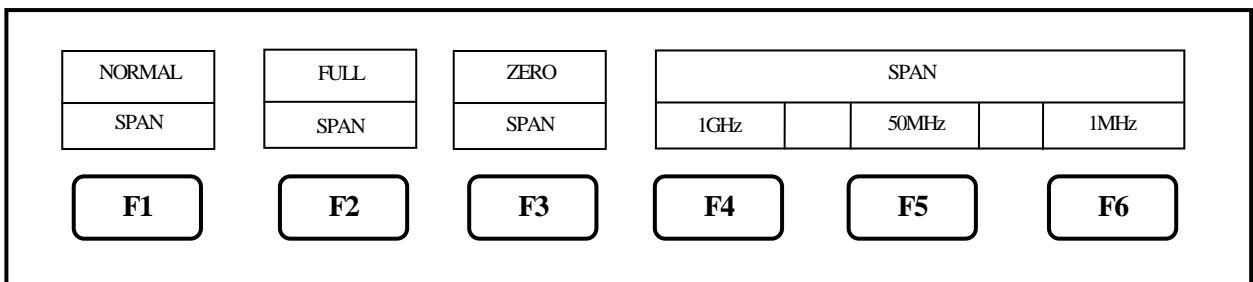 NORMAL FULL ZERO SPAN
SPAN SPAN SPAN 1GHz 50MHz 1MHz
F1 F2 F3 F4 F5 F6